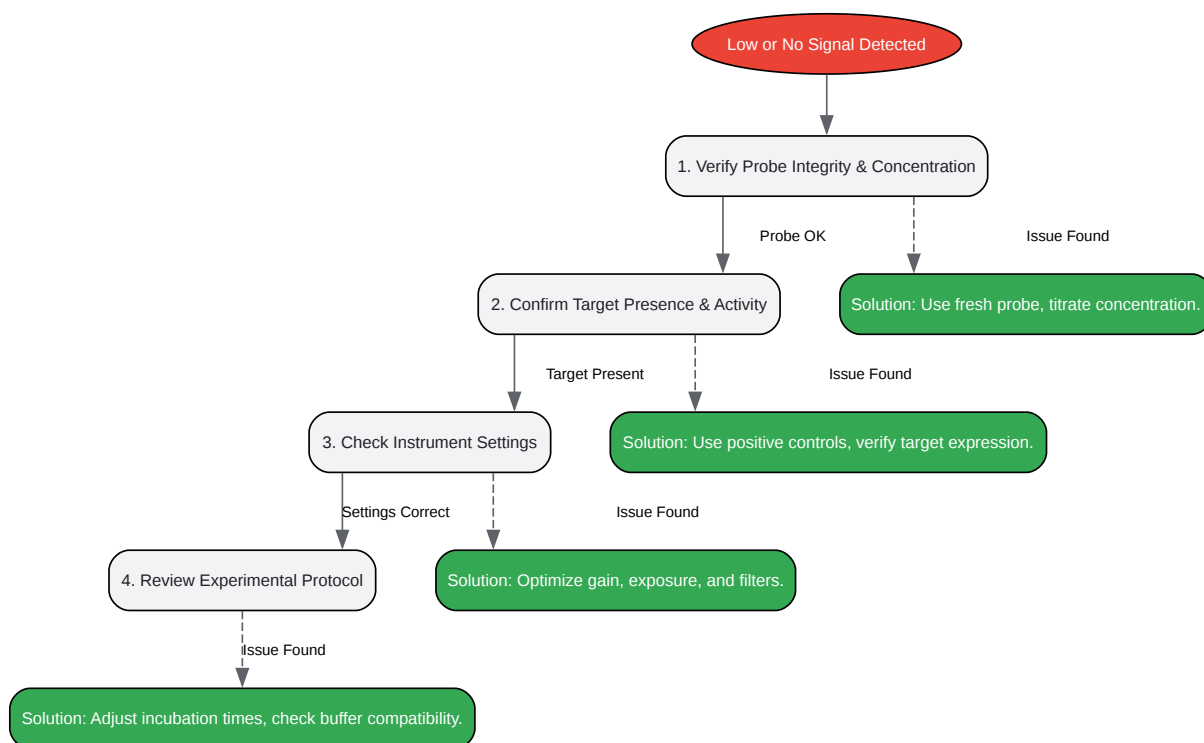 Low or No Signal Detected
1. Verify Probe Integrity & Concentration
Probe OK
Issue Found
2. Confirm Target Presence & Activity
Solution: Use fresh probe, titrate concentration.
Target Present
Issue Found
3. Check Instrument Settings
Solution: Use positive controls, verify target expression.
Settings Correct
Issue Found
4. Review Experimental Protocol
Solution: Optimize gain, exposure, and filters.
Issue Found
Solution: Adjust incubation times, check buffer compatibility.